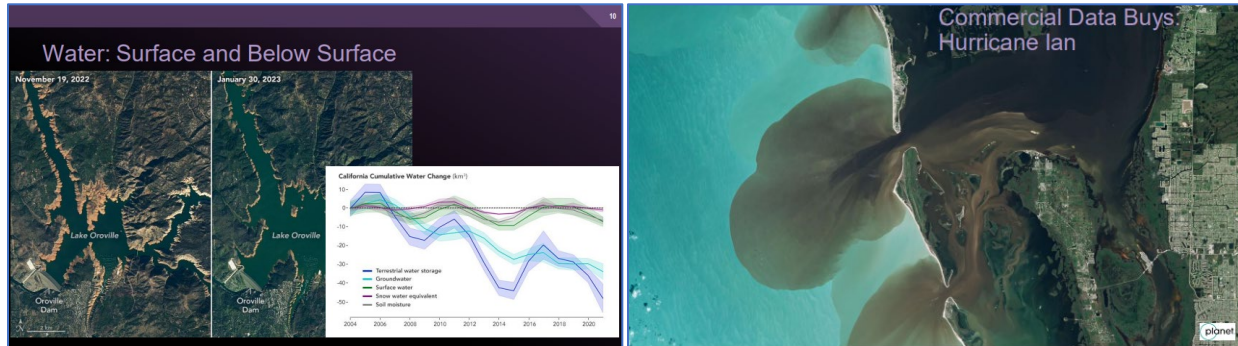 10
Water: Surface and Below Surface
November 19, 2022
January 30, 2023
Lake Oroville
Lake Oroville
Oroville
Dam
Oroville
Dam
N
2 km
California Cumulative Water Change (km³)
10
0
-10
-20
-30
-40
-50
Terrestrial water storage
Groundwater
Surface water
Snow water equivalent
Soil moisture
2004 2006 2008 2010 2012 2014 2016 2018 2020
Commercial Data Buys:
Hurricane Ian
planet